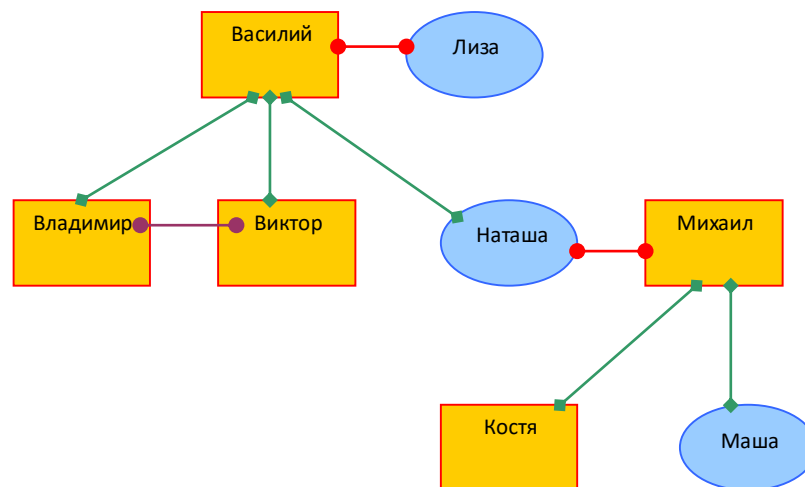 Василий
Лиза
Владимир
Виктор
Наташа
Михаил
Костя
Маша